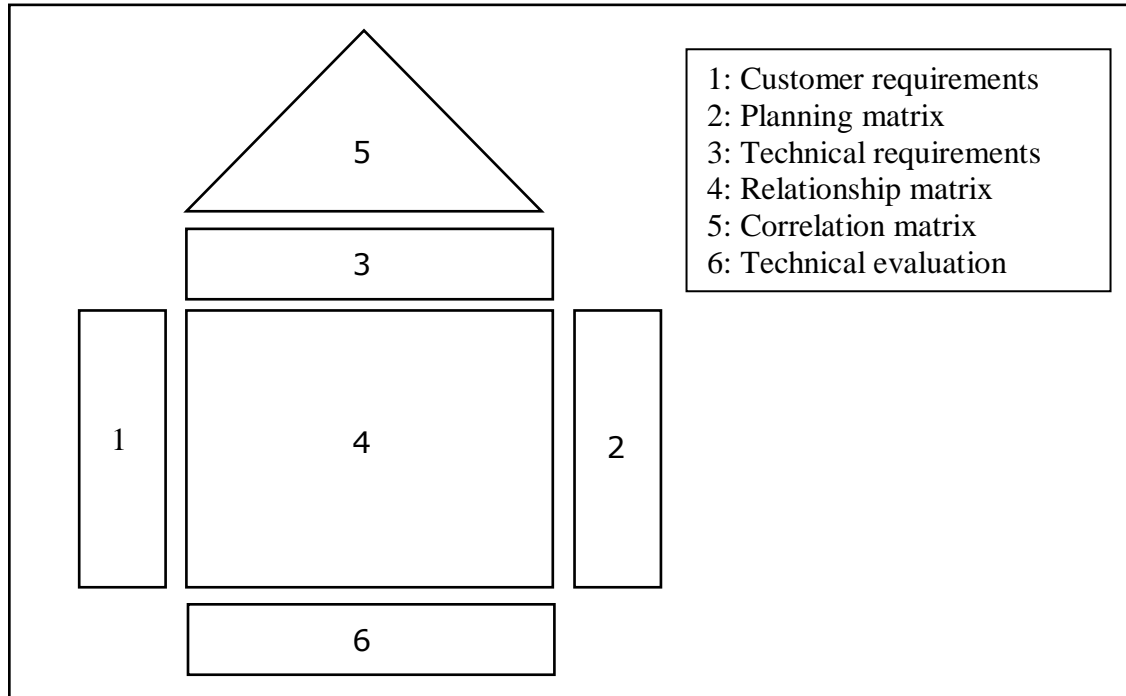 5
1: Customer requirements
2: Planning matrix
3: Technical requirements
4: Relationship matrix
5: Correlation matrix
6: Technical evaluation
3
1
4
2
6